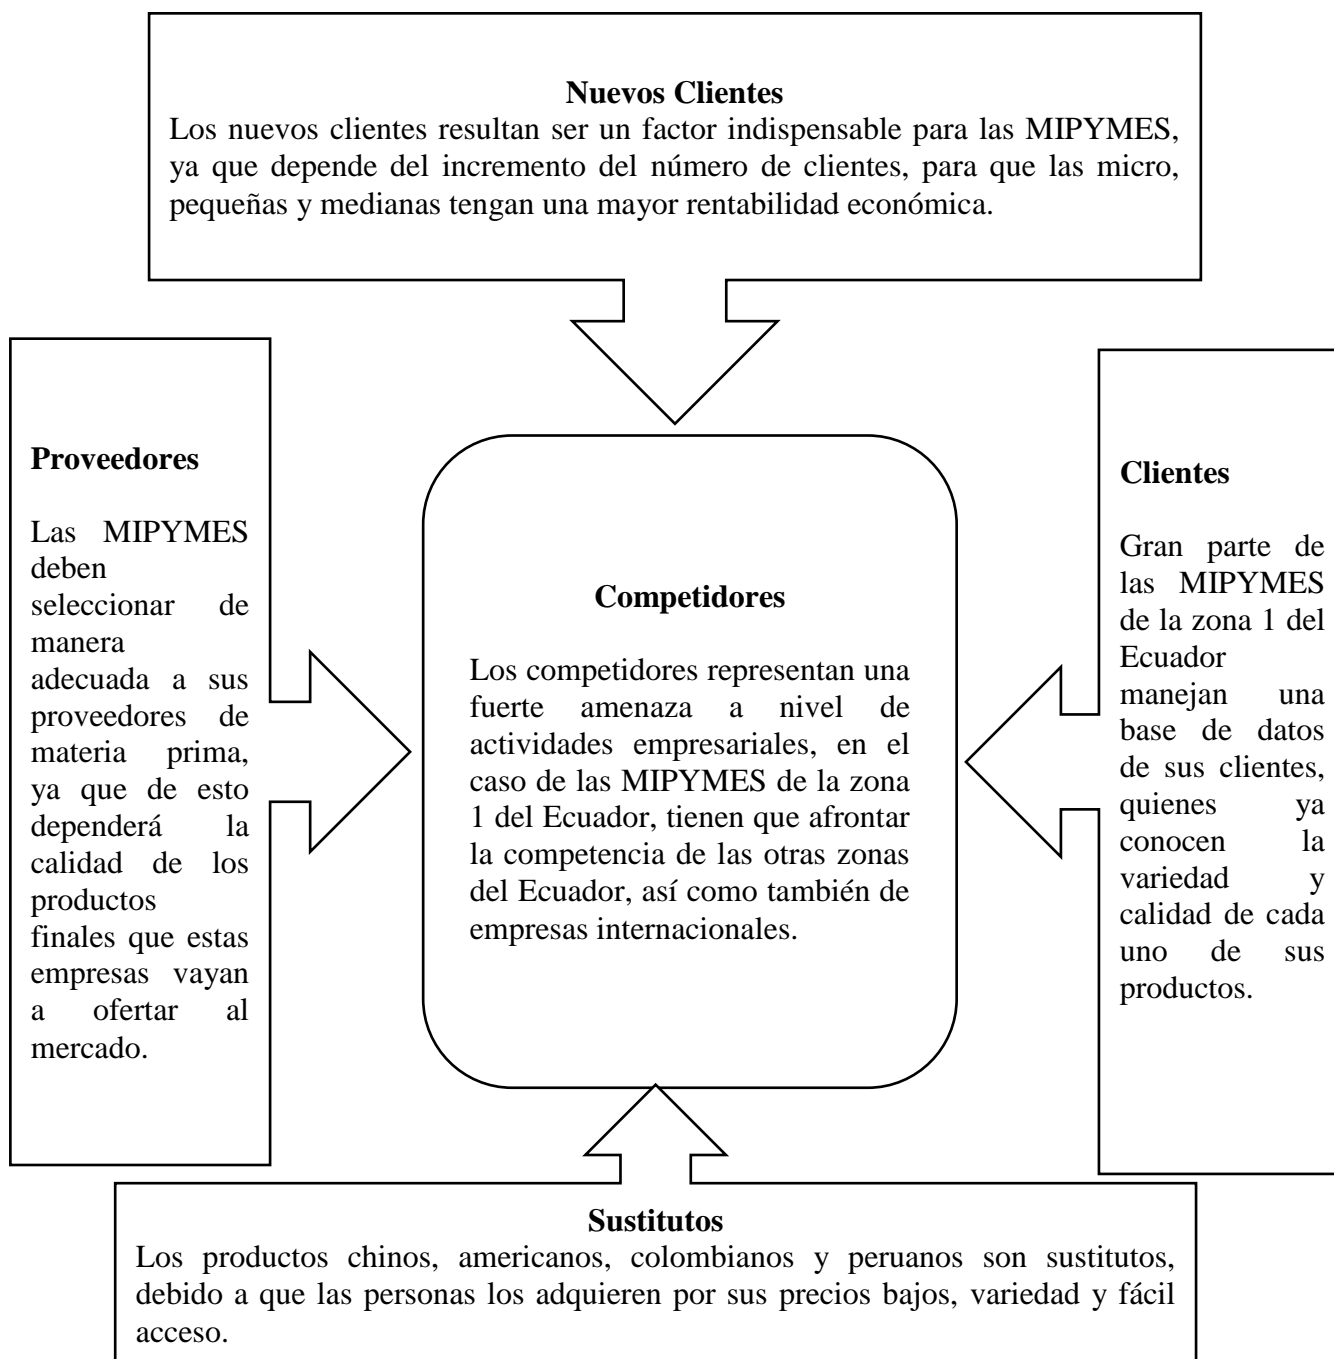 Nuevos Clientes
Los nuevos clientes resultan ser un factor indispensable para las MIPYMES,
ya que depende del incremento del número de clientes, para que las micro,
pequeñas y medianas tengan una mayor rentabilidad económica.
Proveedores
Las MIPYMES
deben
seleccionar de
manera
adecuada a sus
proveedores de
materia prima,
ya que de esto
dependerá la
calidad de los
productos
finales que estas
empresas vayan
a ofertar al
mercado.
Competidores
Los competidores representan una
fuerte amenaza a nivel de
actividades empresariales, en el
caso de las MIPYMES de la zona
1 del Ecuador, tienen que afrontar
la competencia de las otras zonas
del Ecuador, así como también de
empresas internacionales.
Clientes
Gran parte de
las MIPYMES
de la zona 1 del
Ecuador
manejan una
base de datos
de sus clientes,
quienes ya
conocen la
variedad y
calidad de cada
uno de sus
productos.
Sustitutos
Los productos chinos, americanos, colombianos y peruanos son sustitutos,
debido a que las personas los adquieren por sus precios bajos, variedad y fácil
acceso.